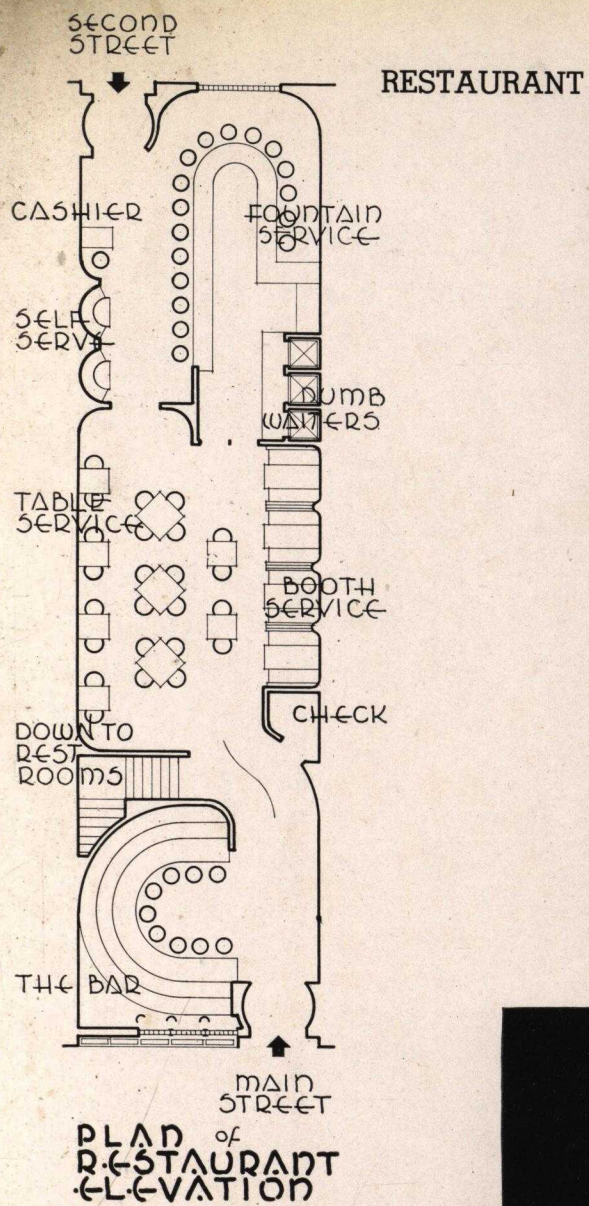 SECOND
STREET
RESTAURANT
CASHIER
FOUNTAIN
SERVICE
SELF
SERVE
DUMB
WAITERS
TABLE
SERVICE
BOOTH
SERVICE
CHECK
DOWN TO
REST
ROOMS
THE BAR
MAIN
STREET
PLAN of
RESTAURANT
ELEVATION